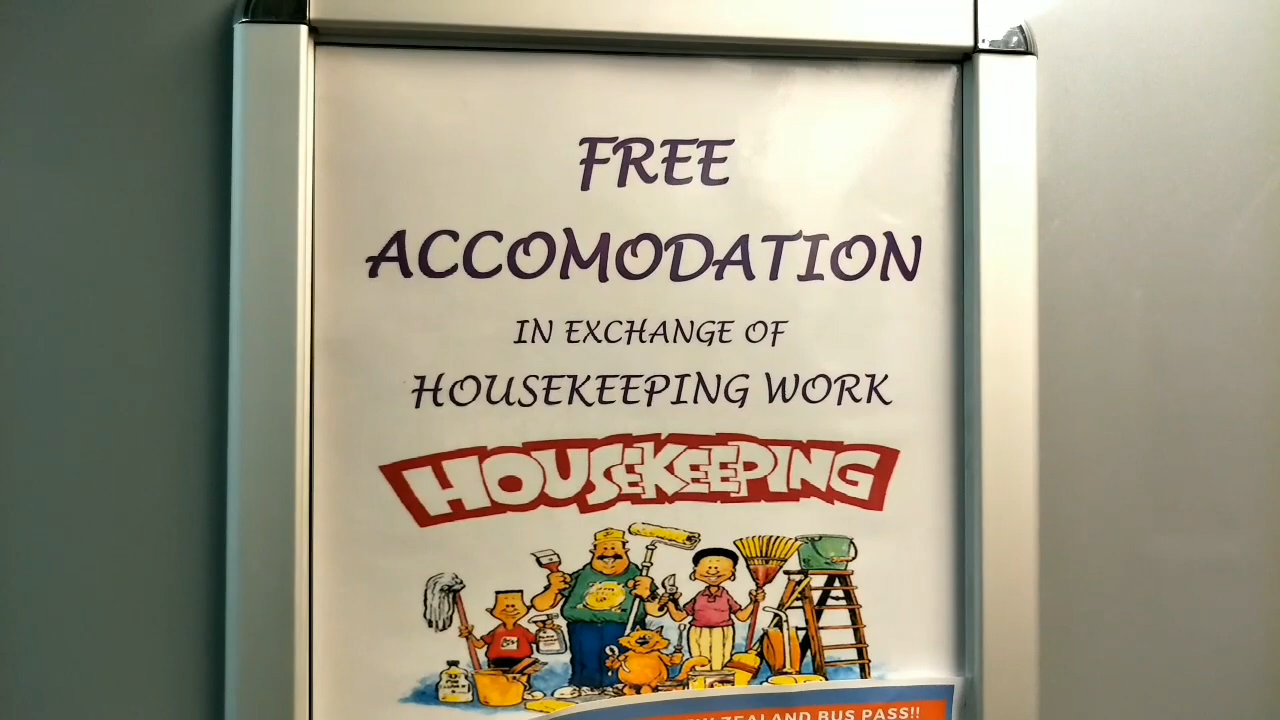 FREE
ACCOMODATION
IN EXCHANGE OF
HOUSEKEEPING WORK
HOUSEKEEPING
ZEALAND BUS PASS!!